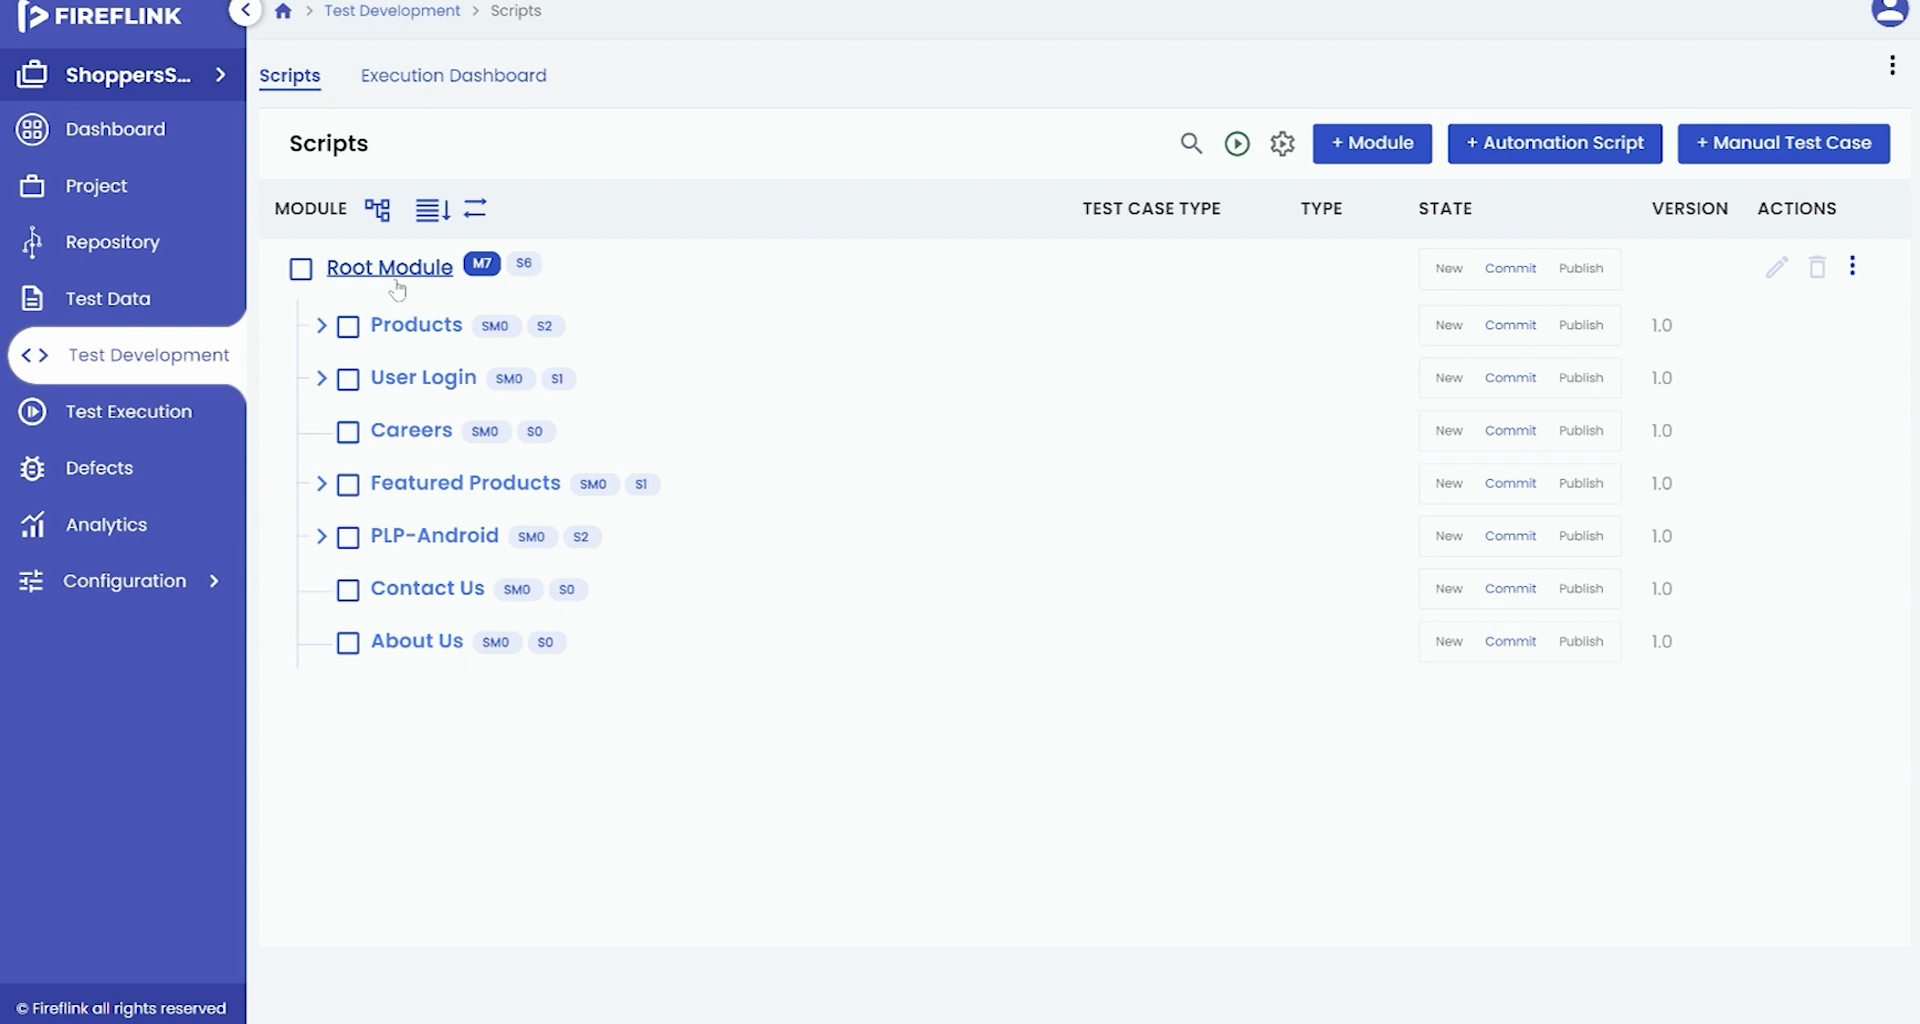 FIREFLINK
Test Development > Scripts
ShoppersS...
Dashboard
Project
Repository
Test Data
Test Development
Test Execution
Defects
Analytics
Configuration
© Fireflink all rights reserved
Scripts Execution Dashboard
Scripts
+ Module + Automation Script + Manual Test Case
MODULE TEST CASE TYPE TYPE STATE VERSION ACTIONS
Root Module M7 S6 New Commit Publish
Products SM0 S2 New Commit Publish 1.0
User Login SM0 S1 New Commit Publish 1.0
Careers SM0 S0 New Commit Publish 1.0
Featured Products SM0 S1 New Commit Publish 1.0
PLP-Android SM0 S2 New Commit Publish 1.0
Contact Us SM0 S0 New Commit Publish 1.0
About Us SM0 S0 New Commit Publish 1.0